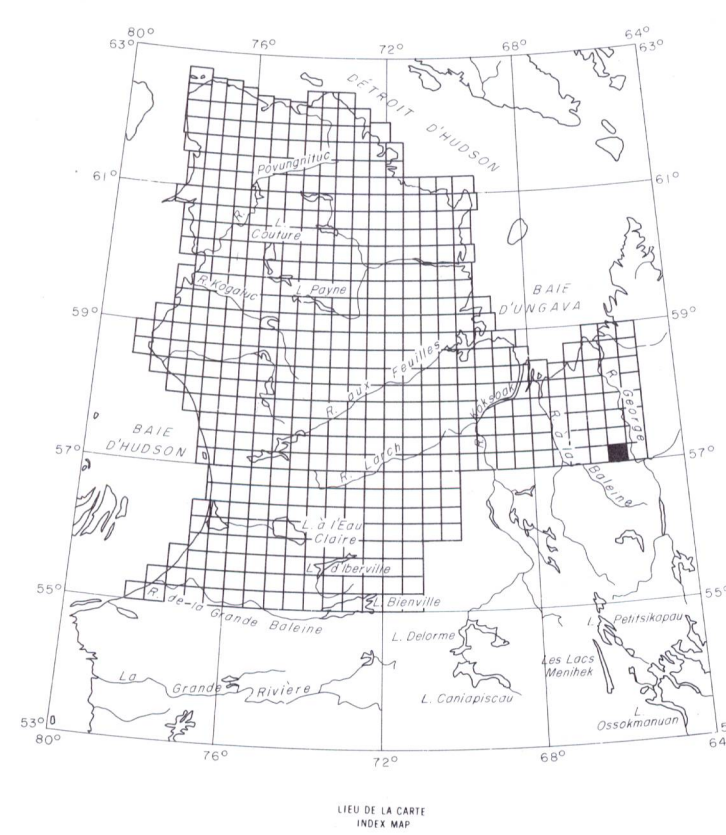 80°
76°
72°
68°
64°
63°
63°
DÉTROIT D'HUDSON
Povungnituc
R.
61°
61°
L.
Couture
R. Kogaluc
L. Payne
BAIE
D'UNGAVA
59°
59°
R. aux Feuilles
Koksoak
R.
R. à la Baleine
R. George
BAIE
D'HUDSON
57°
57°
R. Larch
L. à l'Eau
Claire
L. d'Iberville
55°
55°
R. de-la Grande Baleine
L. Bienville
L. Petitsikapau
L. Delorme
Les Lacs
Menihek
La Grande Rivière
L. Caniapiscau
L.
Ossokmanuan
53°
80°
76°
72°
68°
LIEU DE LA CARTE
INDEX MAP